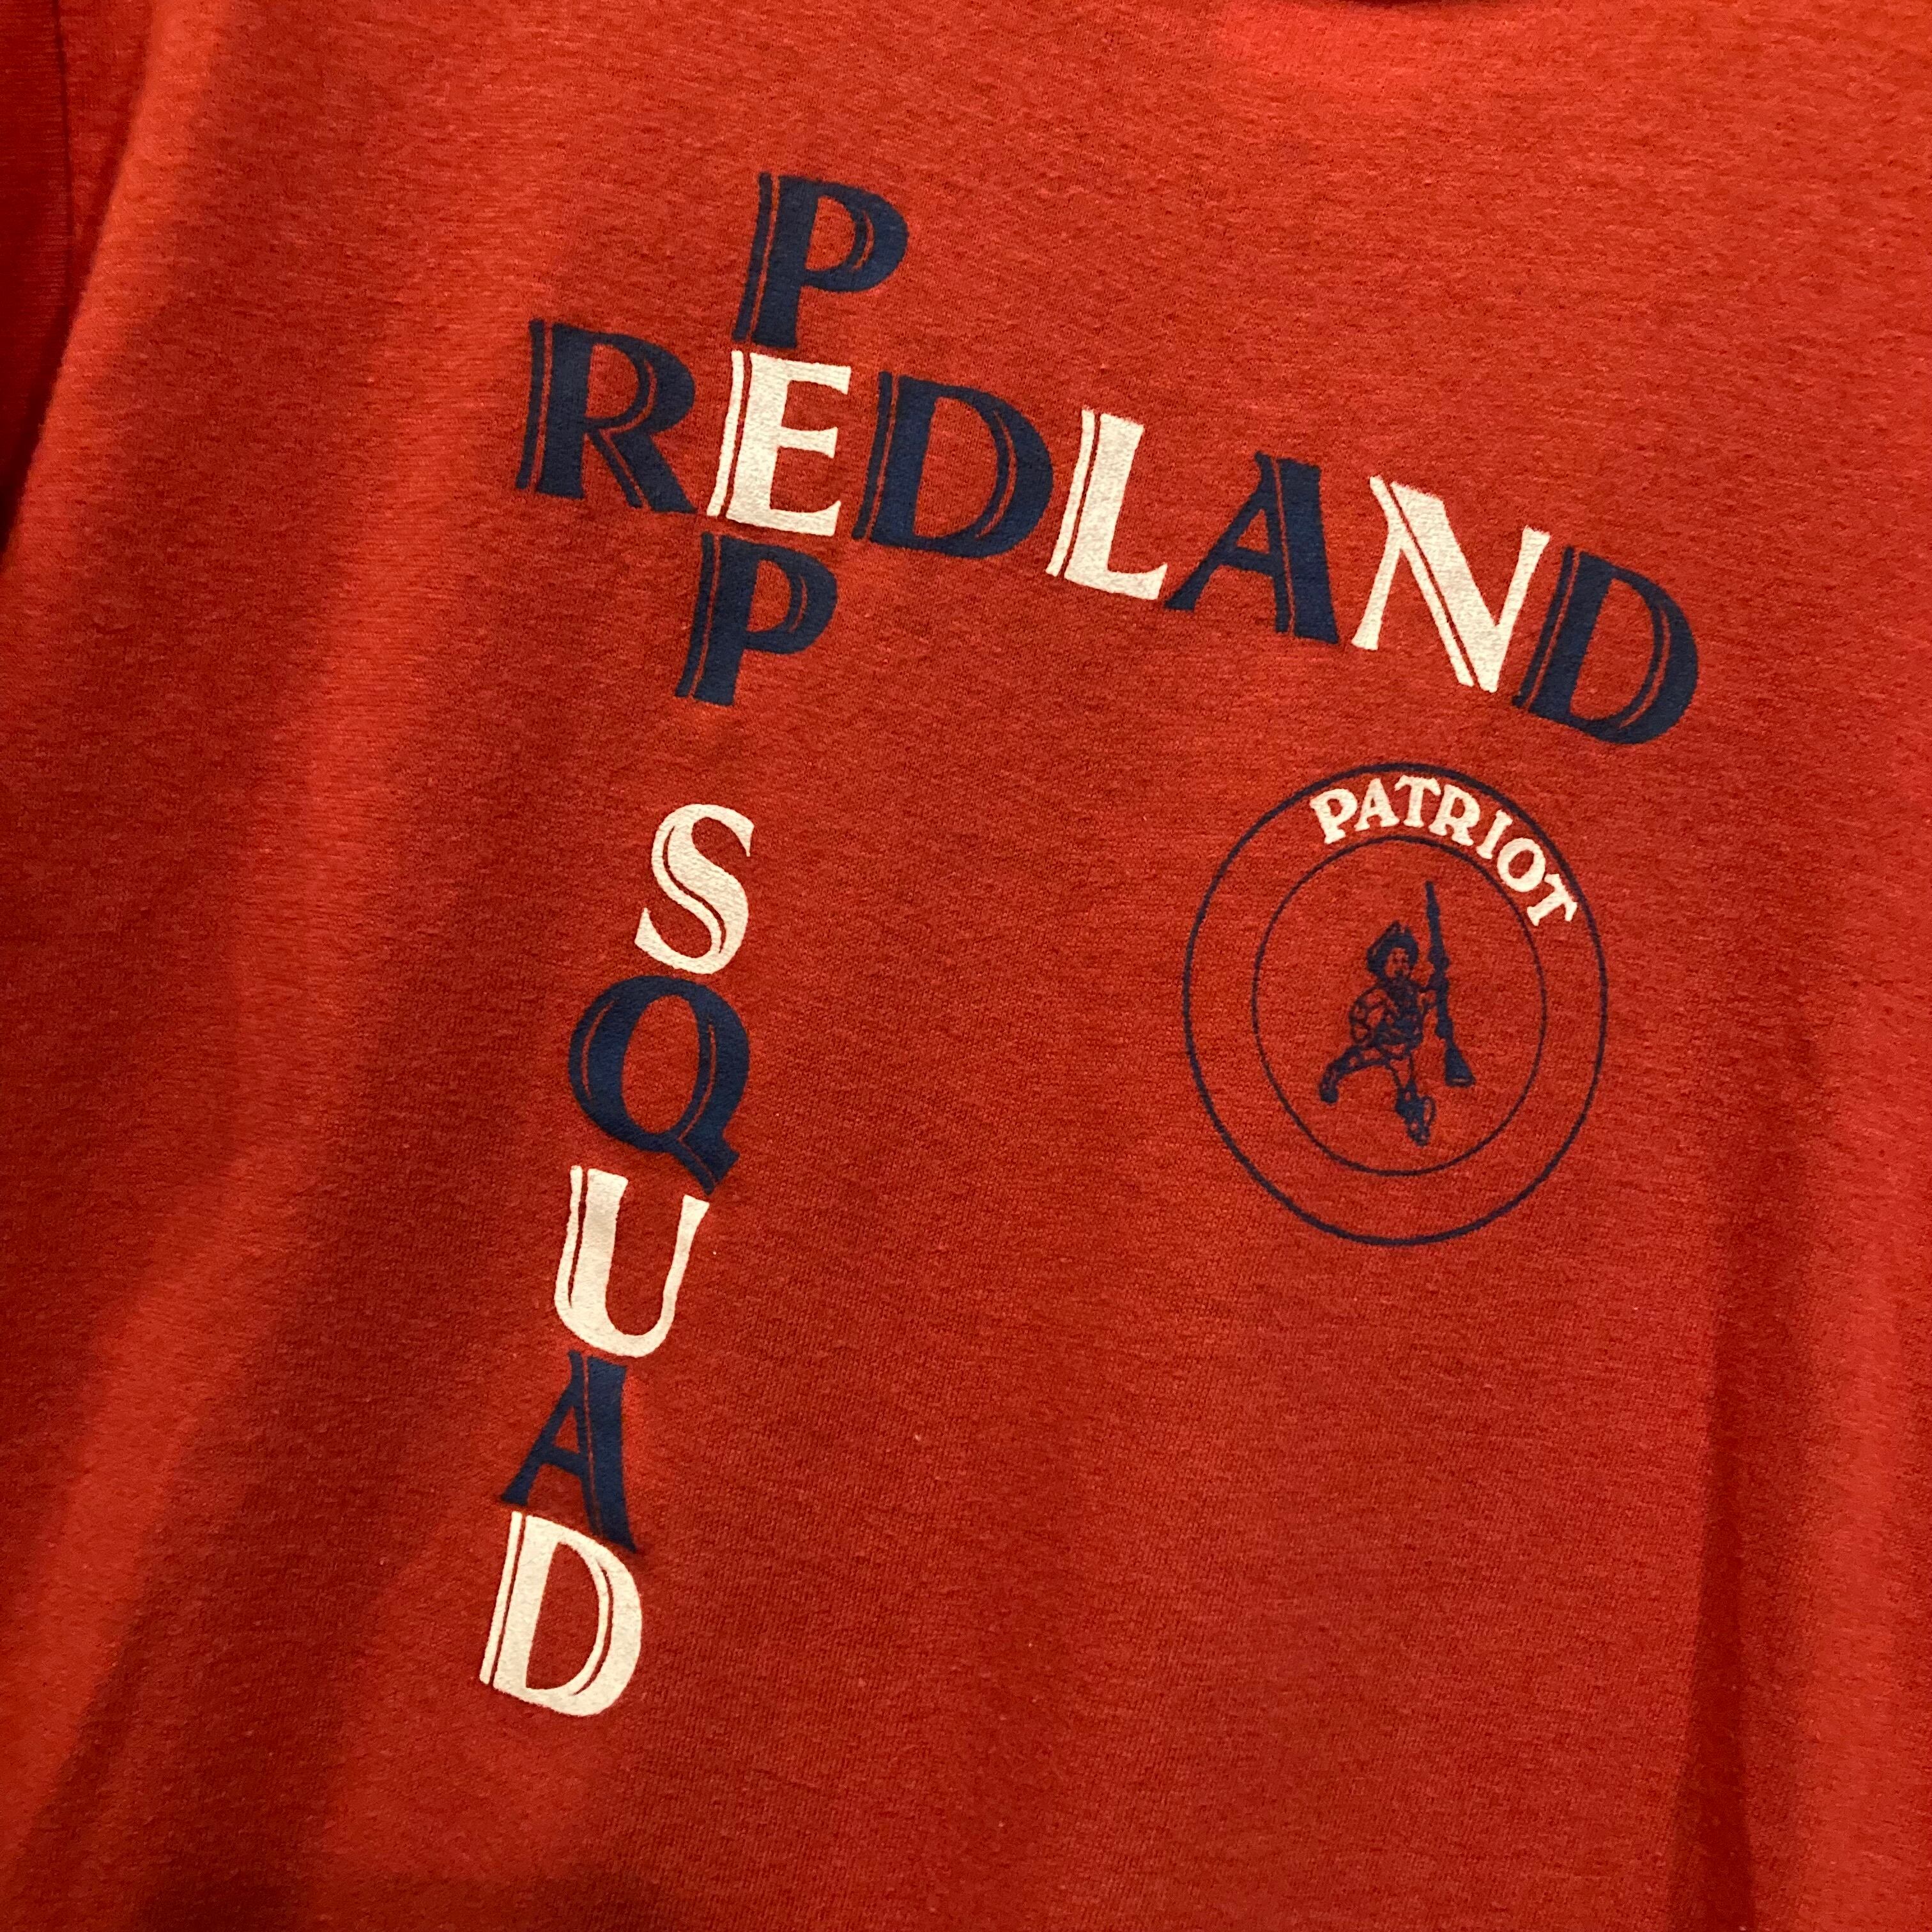 REDLAND
PEP
SQUAD
PATRIOT